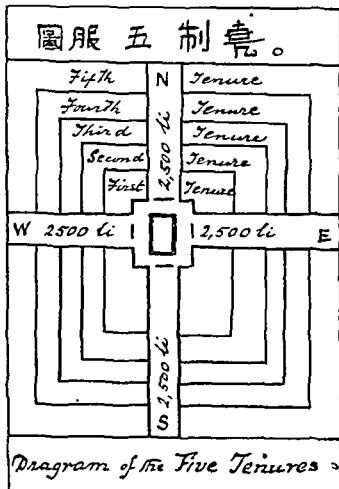 圖服五制堯。
N
Fifth Tenure
Fourth Tenure
Third Tenure
Second Tenure
First Tenure
2,500 li
W 2500 li
2,500 li E
2,500 li
S
Diagram of the Five Tenures